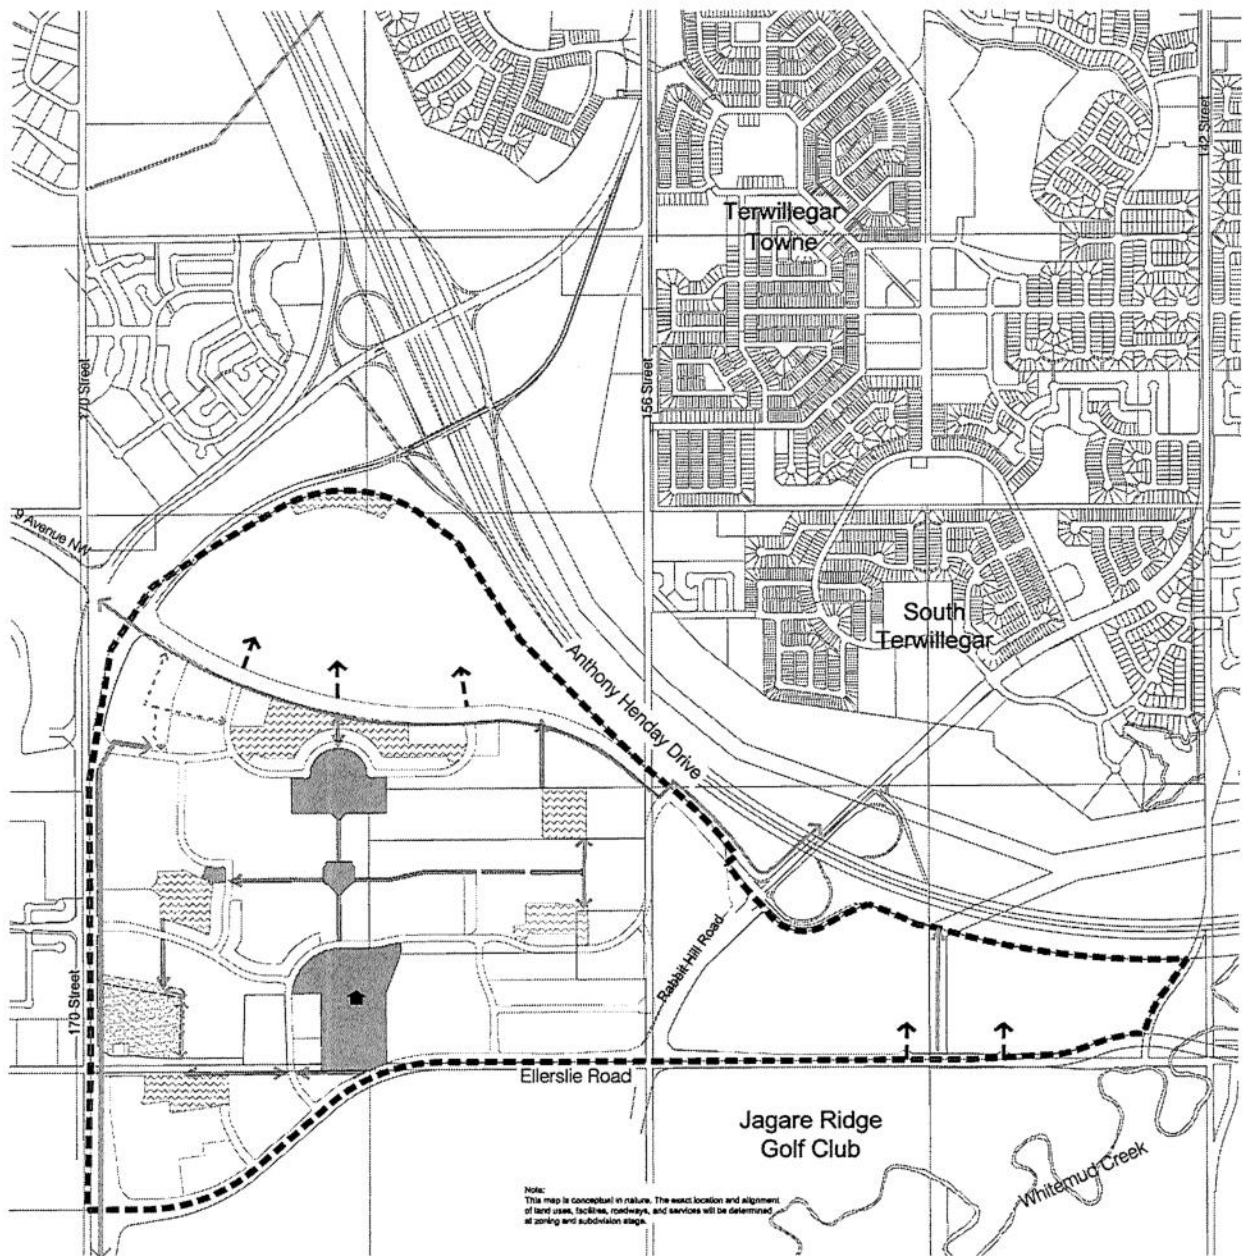 142 Street
Terwillegar
Towne
170 Street
156 Street
9 Avenue NW
South
Terwillegar
Anthony Henday Drive
Rabbit Hill Road
170 Street
Ellerslie Road
Jagare Ridge
Golf Club
Whitemud Creek
Note:
This map is conceptual in nature. The exact location and alignment
of land uses, facilities, roadways, and services will be determined
at zoning and subdivision stage.